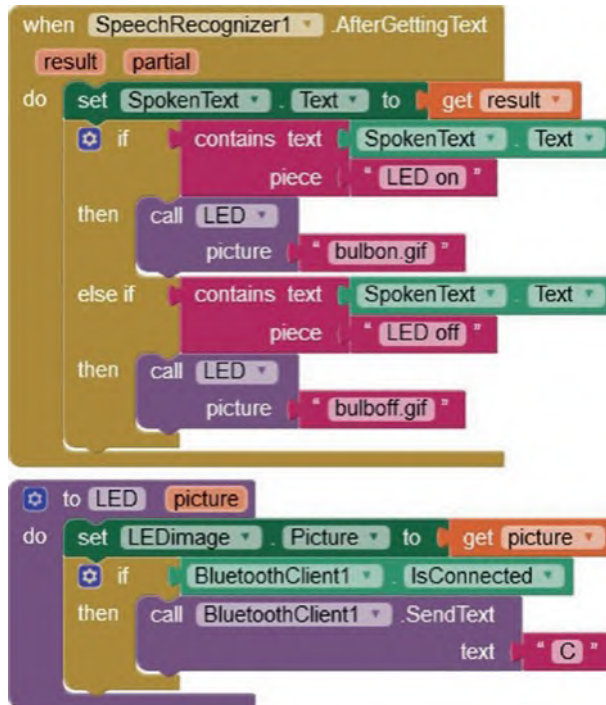 when SpeechRecognizer1 .AfterGettingText
result partial
do set SpokenText . Text to get result
if contains text SpokenText . Text
piece " LED on "
then call LED
picture " bulbon.gif "
else if contains text SpokenText . Text
piece " LED off "
then call LED
picture " bulboff.gif "
to LED picture
do set LEDimage . Picture to get picture
if BluetoothClient1 . IsConnected
then call BluetoothClient1 .SendText
text " C "